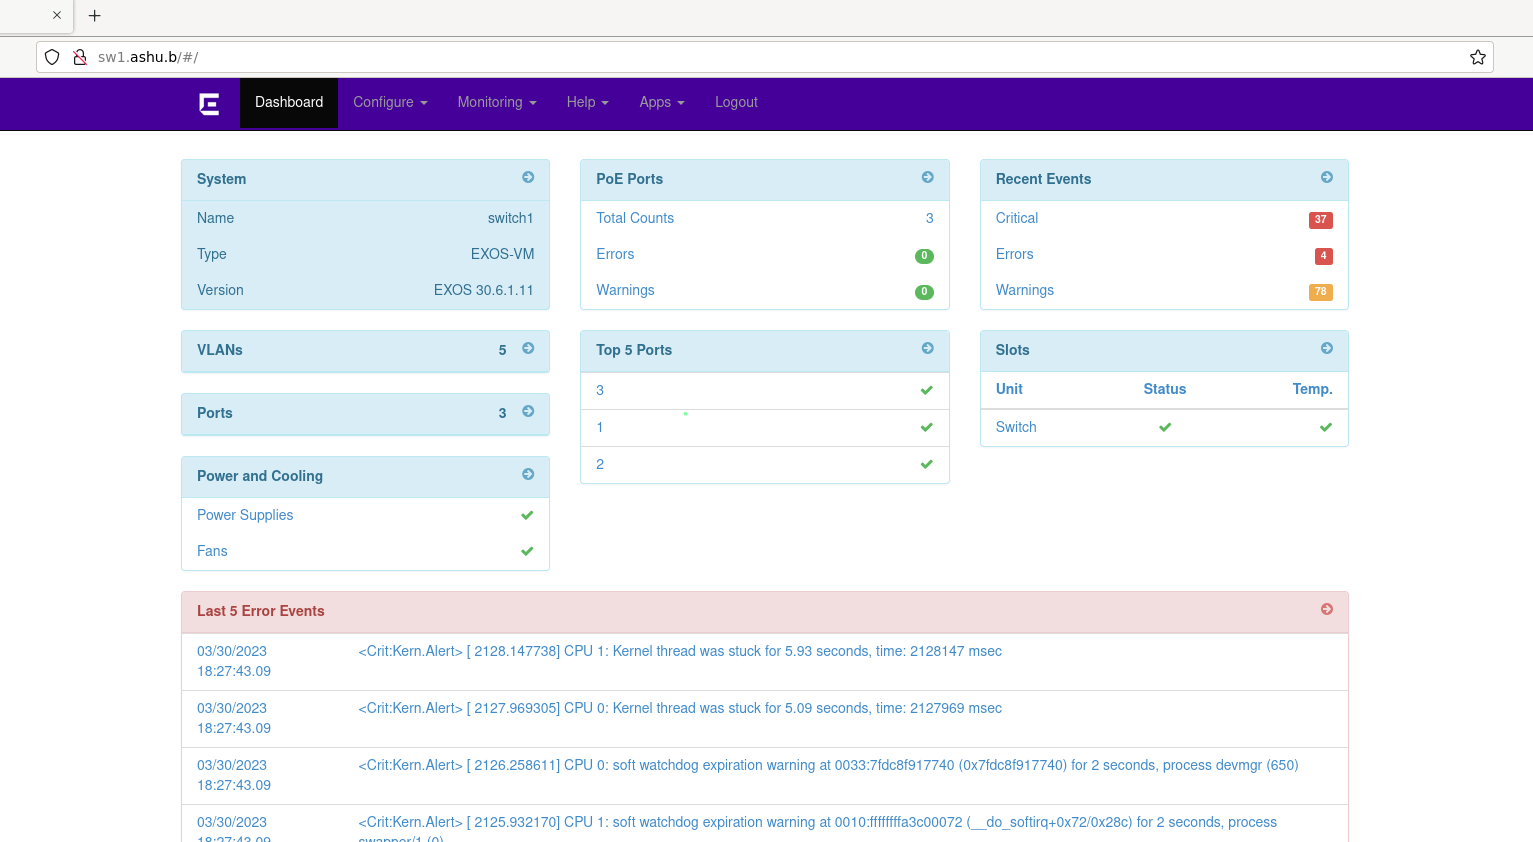 sw1.ashu.b/#/
Dashboard Configure Monitoring Help Apps Logout
System
Name switch1
Type EXOS-VM
Version EXOS 30.6.1.11
VLANs 5
Ports 3
Power and Cooling
Power Supplies
Fans
PoE Ports
Total Counts 3
Errors 0
Warnings 0
Top 5 Ports
3
1
2
Recent Events
Critical 37
Errors 4
Warnings 78
Slots
Unit Status Temp.
Switch
Last 5 Error Events
03/30/2023 <Crit:Kern.Alert> [ 2128.147738] CPU 1: Kernel thread was stuck for 5.93 seconds, time: 2128147 msec
18:27:43.09
03/30/2023 <Crit:Kern.Alert> [ 2127.969305] CPU 0: Kernel thread was stuck for 5.09 seconds, time: 2127969 msec
18:27:43.09
03/30/2023 <Crit:Kern.Alert> [ 2126.258611] CPU 0: soft watchdog expiration warning at 0033:7fdc8f917740 (0x7fdc8f917740) for 2 seconds, process devmgr (650)
18:27:43.09
03/30/2023 <Crit:Kern.Alert> [ 2125.932170] CPU 1: soft watchdog expiration warning at 0010:ffffffffa3c00072 (__do_softirq+0x72/0x28c) for 2 seconds, process
18:27:43.09 swapper/1 (0)